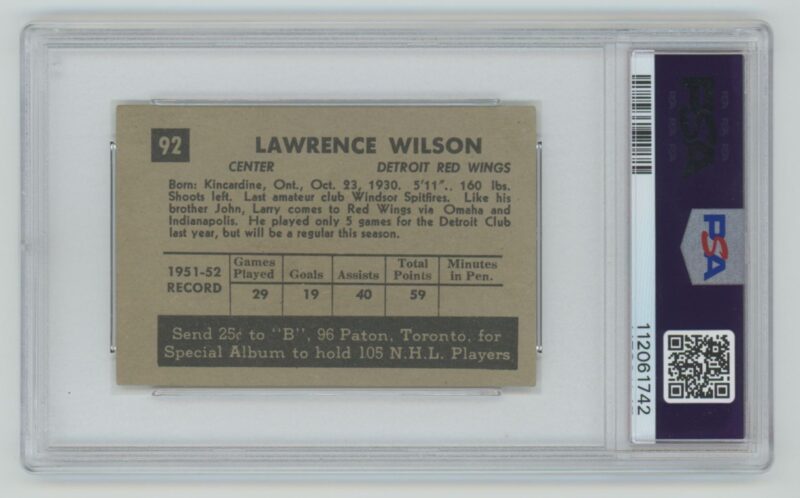 92
LAWRENCE WILSON
CENTER DETROIT RED WINGS
Born: Kincardine, Ont., Oct. 23, 1930. 5'11".. 160 lbs.
Shoots left. Last amateur club Windsor Spitfires. Like his
brother John, Larry comes to Red Wings via Omaha and
Indianapolis. He played only 5 games for the Detroit Club
last year, but will be a regular this season.
1951-52 RECORD
Games Played Goals Assists Total Points Minutes in Pen.
29 19 40 59
Send 25¢ to "B", 96 Paton, Toronto, for
Special Album to hold 105 N.H.L. Players
PSA
PSA
112061742